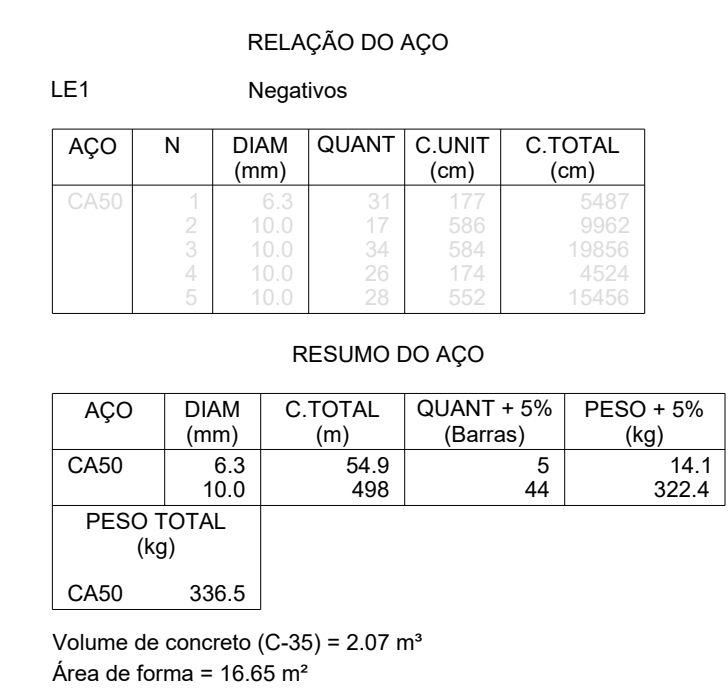 RELAÇÃO DO AÇO
LE1 Negativos
AÇO N DIAM QUANT C.UNIT C.TOTAL
(mm) (cm) (cm)
CA50 1 6.3 31 177 5487
2 10.0 17 586 9962
3 10.0 34 584 19856
4 10.0 26 174 4524
5 10.0 28 552 15456
RESUMO DO AÇO
AÇO DIAM C.TOTAL QUANT + 5% PESO + 5%
(mm) (m) (Barras) (kg)
CA50 6.3 54.9 5 14.1
10.0 498 44 322.4
PESO TOTAL
(kg)
CA50 336.5
Volume de concreto (C-35) = 2.07 m³
Área de forma = 16.65 m²